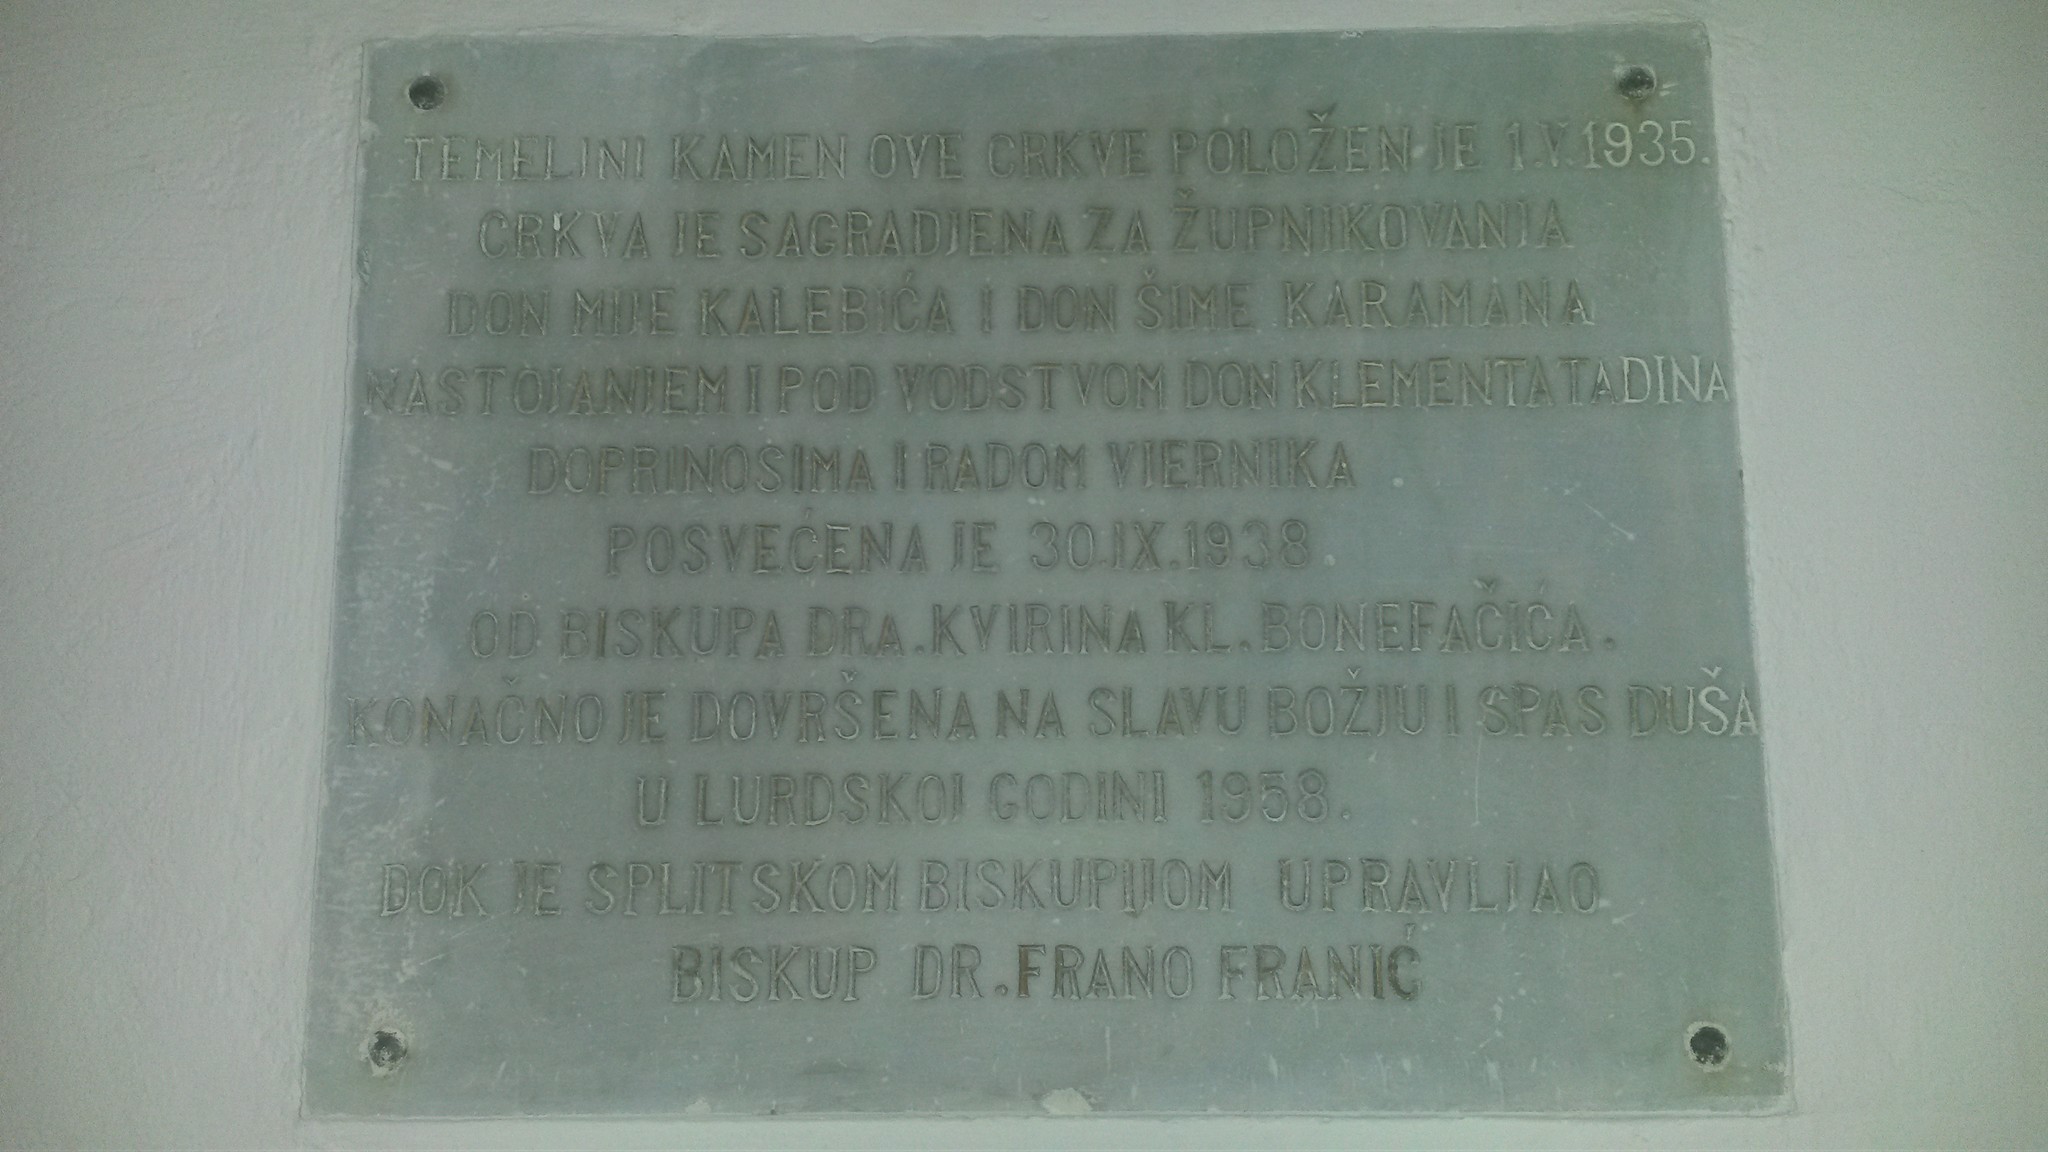 TEMELJNI KAMEN OVE CRKVE POLOŽEN JE 1.V.1935.
CRKVA JE SAGRADJENA ZA ŽUPNIKOVANJA
DON MIJE KALEBIĆA I DON ŠIME KARAMANA
NASTOJANJEM I POD VODSTVOM DON KLEMENTA TADINA
DOPRINOSIMA I RADOM VJERNIKA
POSVEĆENA JE 30.IX.1938.
OD BISKUPA DRA. KVIRINA KL. BONEFAČIĆA.
KONAČNO JE DOVRŠENA NA SLAVU BOŽJU I SPAS DUŠA
U LURDSKOJ GODINI 1958.
DOK JE SPLITSKOM BISKUPIJOM UPRAVLJAO
BISKUP DR. FRANO FRANIĆ